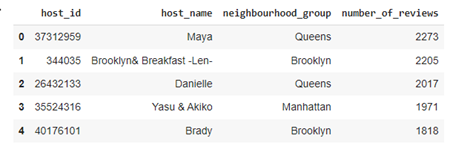 host_id host_name neighbourhood_group number_of_reviews
0 37312959 Maya Queens 2273
1 344035 Brooklyn& Breakfast -Len- Brooklyn 2205
2 26432133 Danielle Queens 2017
3 35524316 Yasu & Akiko Manhattan 1971
4 40176101 Brady Brooklyn 1818